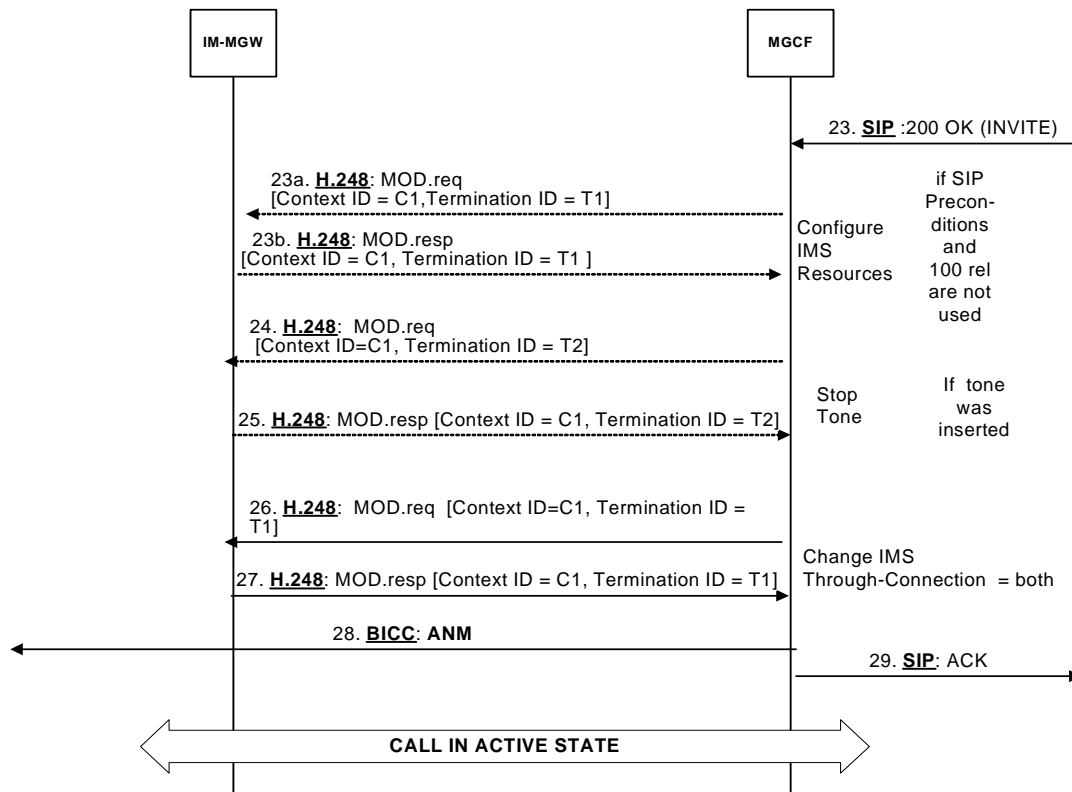 IM-MGW
MGCF
23. SIP :200 OK (INVITE)
23a. H.248: MOD.req
[Context ID = C1,Termination ID = T1]
23b. H.248: MOD.resp
[Context ID = C1, Termination ID = T1 ]
Configure
IMS
Resources
if SIP
Precon-
ditions
and
100 rel
are not
used
24. H.248:  MOD.req
[Context ID=C1, Termination ID = T2]
25. H.248: MOD.resp [Context ID = C1, Termination ID = T2]
Stop
Tone
If  tone
was
inserted
26. H.248:  MOD.req  [Context ID=C1, Termination ID =
T1]
27. H.248: MOD.resp [Context ID = C1, Termination ID = T1]
Change IMS
Through-Connection  = both
28. BICC: ANM
29. SIP: ACK
CALL IN ACTIVE STATE